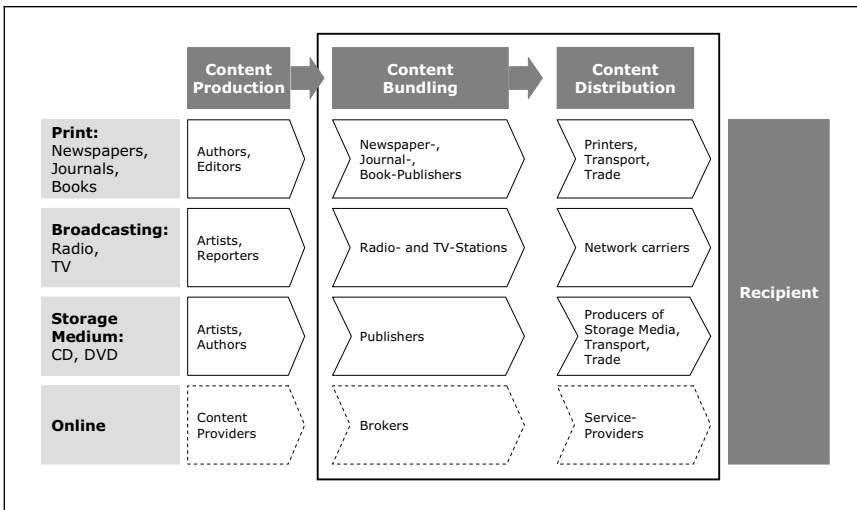 Content
Production
Content
Bundling
Content
Distribution
Print:
Newspapers,
Journals,
Books
Authors,
Editors
Newspaper-,
Journal-,
Book-Publishers
Printers,
Transport,
Trade
Broadcasting:
Radio,
TV
Artists,
Reporters
Radio- and TV-Stations
Network carriers
Storage
Medium:
CD, DVD
Artists,
Authors
Publishers
Producers of
Storage Media,
Transport,
Trade
Online
Content
Providers
Brokers
Service-
Providers
Recipient